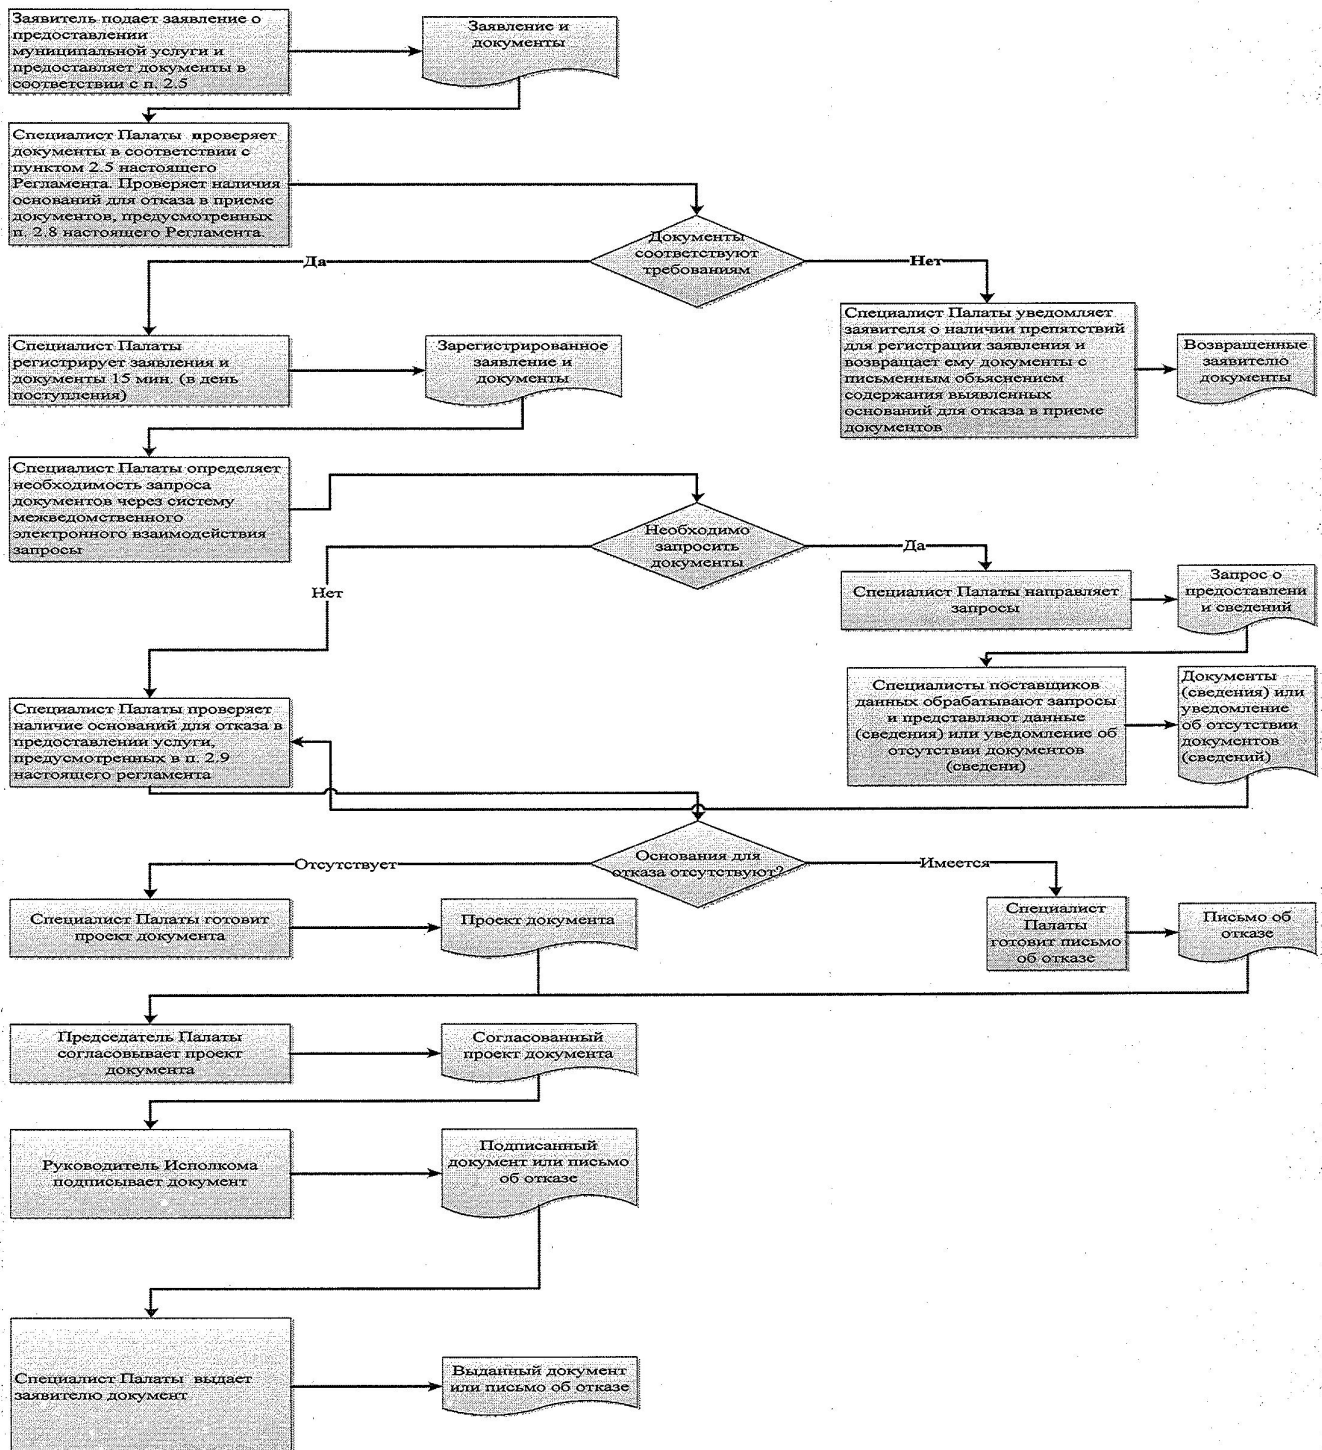 Заявитель подает заявление о
предоставлении
муниципальной услуги и
предоставляет документы в
соответствии с п. 2.5
Заявление и
документы
Специалист Палаты проверяет
документы в соответствии с
пунктом 2.5 настоящего
Регламента. Проверяет наличия
оснований для отказа в приеме
документов, предусмотренных
п. 2.8 настоящего Регламента.
Документы
соответствуют
требованиям
Да
Нет
Специалист Палаты
регистрирует заявления и
документы 15 мин. (в день
поступления)
Зарегистрированное
заявление и
документы
Специалист Палаты уведомляет
заявителя о наличии препятствий
для регистрации заявления и
возвращает ему документы с
письменным объяснением
содержания выявленных
оснований для отказа в приеме
документов
Возвращенные
заявителю
документы
Специалист Палаты определяет
необходимость запроса
документов через систему
межведомственного
электронного взаимодействия
запросы
Необходимо
запросить
документы
Да
Нет
Специалист Палаты направляет
запросы
Запрос о
предоставлени
и сведений
Специалисты поставщиков
данных обрабатывают запросы
и представляют данные
(сведения) или уведомление об
отсутствии документов
(сведени)
Документы
(сведения) или
уведомление
об отсутствии
документов
(сведений)
Специалист Палаты проверяет
наличие оснований для отказа в
предоставлении услуги,
предусмотренных в п. 2.9
настоящего регламента
Основания для
отказа отсутствуют?
Отсутствует
Имеется
Специалист Палаты готовит
проект документа
Проект документа
Специалист
Палаты
готовит письмо
об отказе
Письмо об
отказе
Председатель Палаты
согласовывает проект
документа
Согласованный
проект документа
Руководитель Исполкома
подписывает документ
Подписанный
документ или письмо
об отказе
Специалист Палаты выдает
заявителю документ
Выданный документ
или письмо об отказе